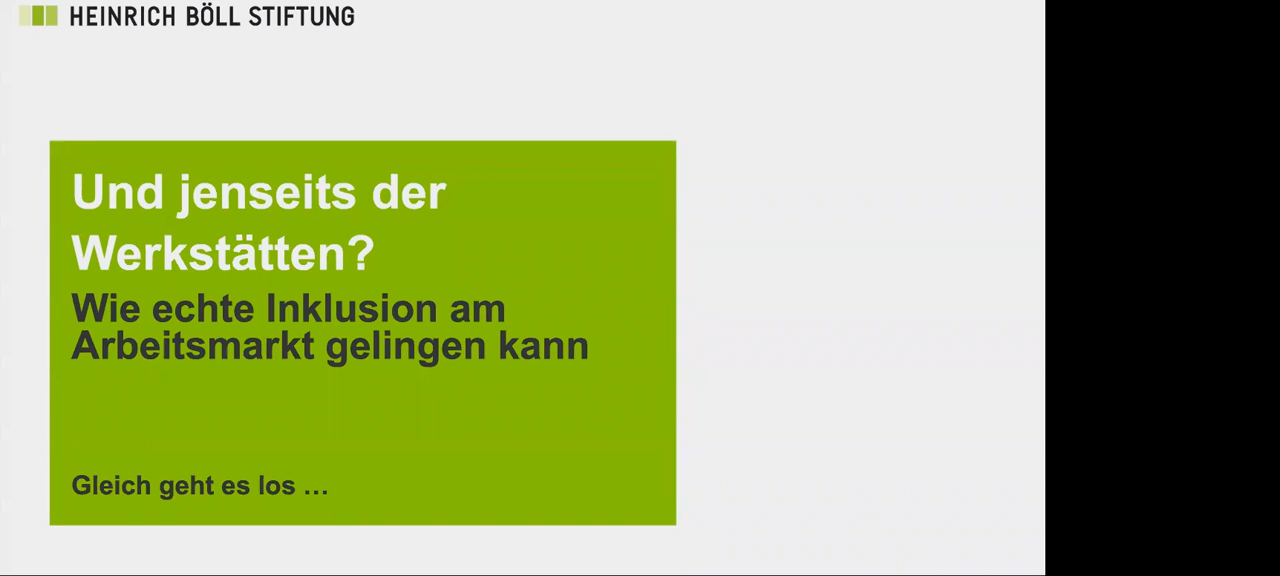 HEINRICH BÖLL STIFTUNG
Und jenseits der
Werkstätten?
Wie echte Inklusion am
Arbeitsmarkt gelingen kann
Gleich geht es los …